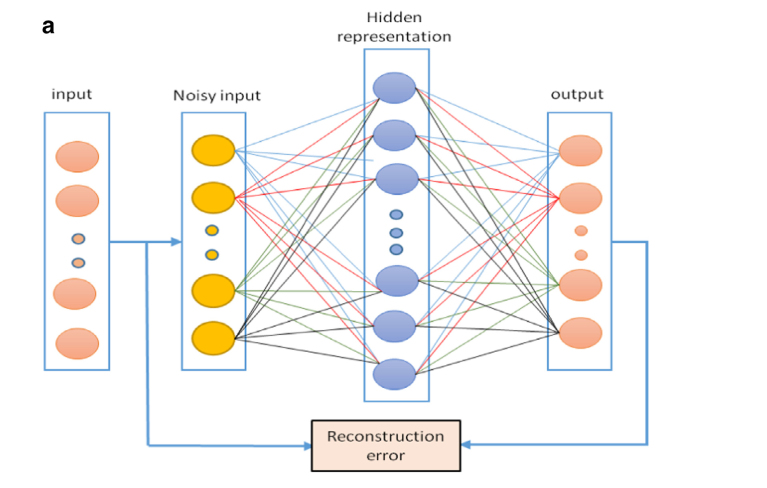 a
Hidden
representation
input
Noisy input
output
Reconstruction
error